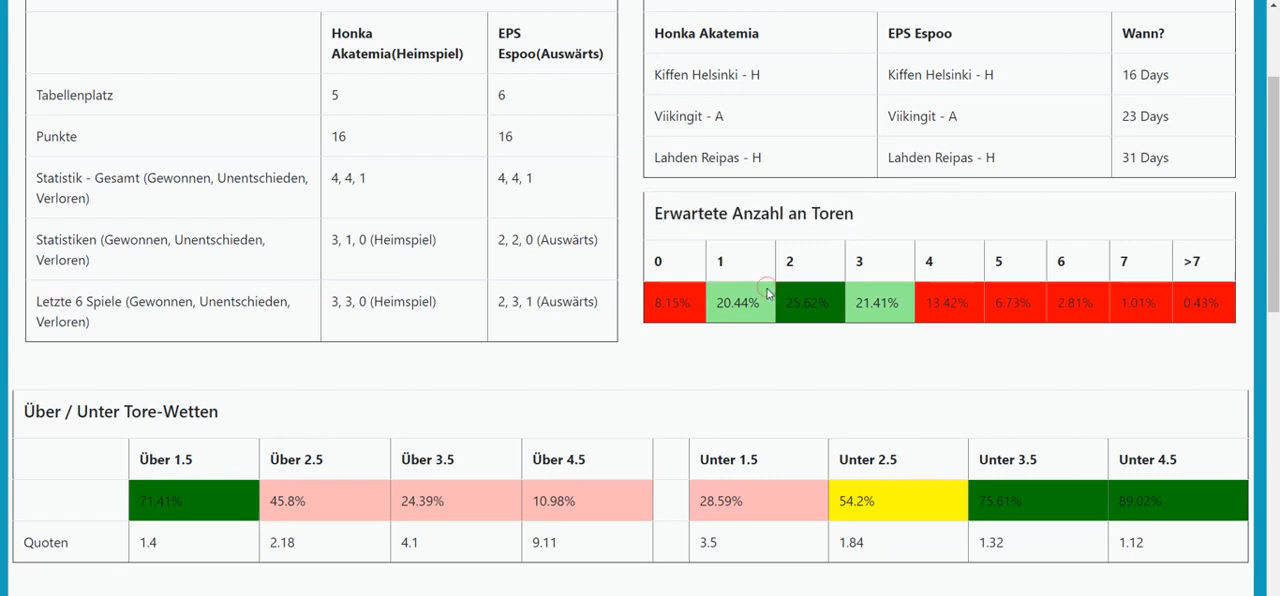 Honka Akatemia(Heimspiel) EPS Espoo(Auswärts)
Tabellenplatz 5 6
Punkte 16 16
Statistik - Gesamt (Gewonnen, Unentschieden, Verloren) 4, 4, 1 4, 4, 1
Statistiken (Gewonnen, Unentschieden, Verloren) 3, 1, 0 (Heimspiel) 2, 2, 0 (Auswärts)
Letzte 6 Spiele (Gewonnen, Unentschieden, Verloren) 3, 3, 0 (Heimspiel) 2, 3, 1 (Auswärts)
Honka Akatemia EPS Espoo Wann?
Kiffen Helsinki - H Kiffen Helsinki - H 16 Days
Viikingit - A Viikingit - A 23 Days
Lahden Reipas - H Lahden Reipas - H 31 Days
Erwartete Anzahl an Toren
0 1 2 3 4 5 6 7 >7
8.15% 20.44% 25.62% 21.41% 13.42% 6.73% 2.81% 1.01% 0.43%
Über / Unter Tore-Wetten
Über 1.5 Über 2.5 Über 3.5 Über 4.5 Unter 1.5 Unter 2.5 Unter 3.5 Unter 4.5
71.41% 45.8% 24.39% 10.98% 28.59% 54.2% 75.61% 89.02%
Quoten 1.4 2.18 4.1 9.11 3.5 1.84 1.32 1.12